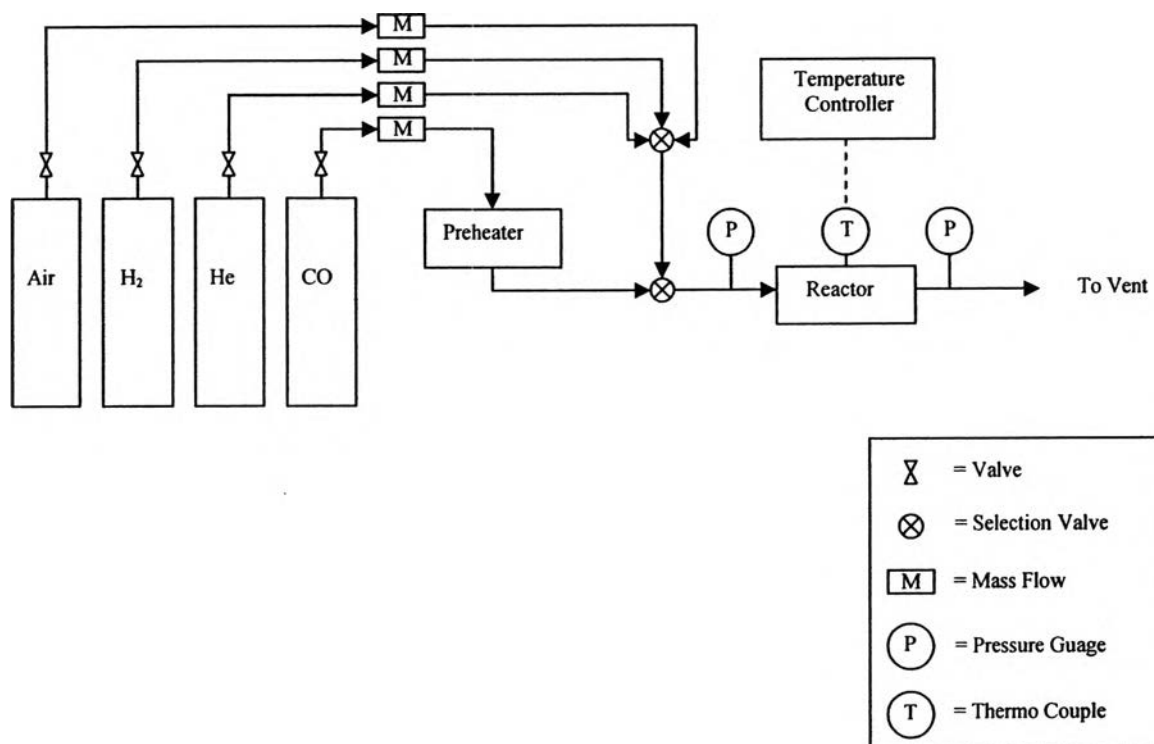 M
M
M
M
Temperature
Controller
Air
H₂
He
CO
Preheater
P
T
P
Reactor
To Vent
= Valve
= Selection Valve
M = Mass Flow
P = Pressure Guage
T = Thermo Couple